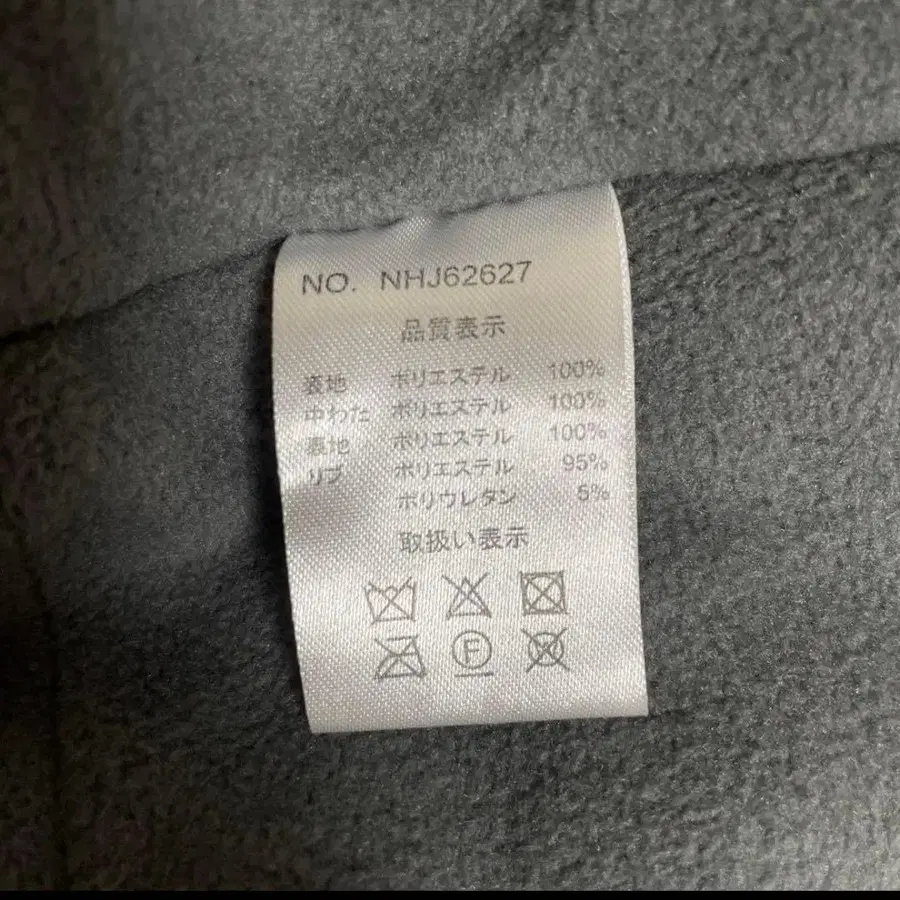 NO. NHJ62627
品質表示
表地 ポリエステル 100%
中わた ポリエステル 100%
裏地 ポリエステル 100%
リブ ポリエステル 95%
ポリウレタン 5%
取扱い表示
F
W